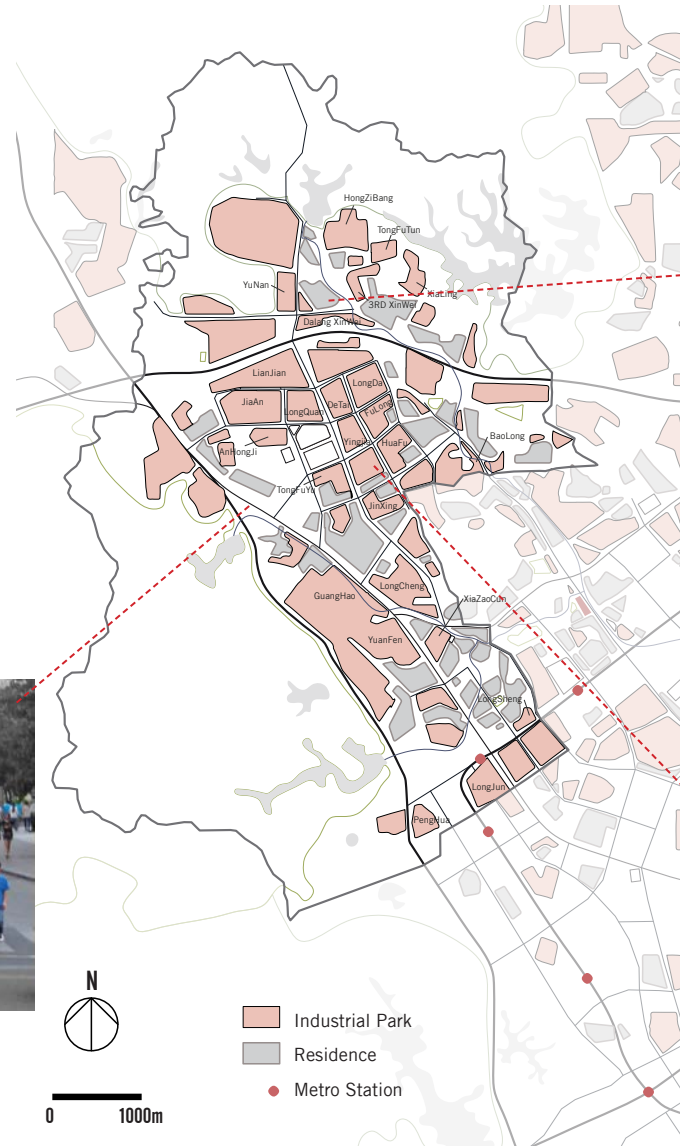 HongZiBang
TongFuTun
YuNan
XiaLing
3RD XinWei
Dalang XinWei
LianJian
LongDa
JiaAn
DeTai
LongQuan
FuLong
Yingjia
HuaFu
BaoLong
AnHongJi
TongFuYu
JinXing
LongCheng
GuangHao
XiaZaoCun
YuanFen
LongSheng
LongJun
PengHua
N
Industrial Park
Residence
Metro Station
0 1000m